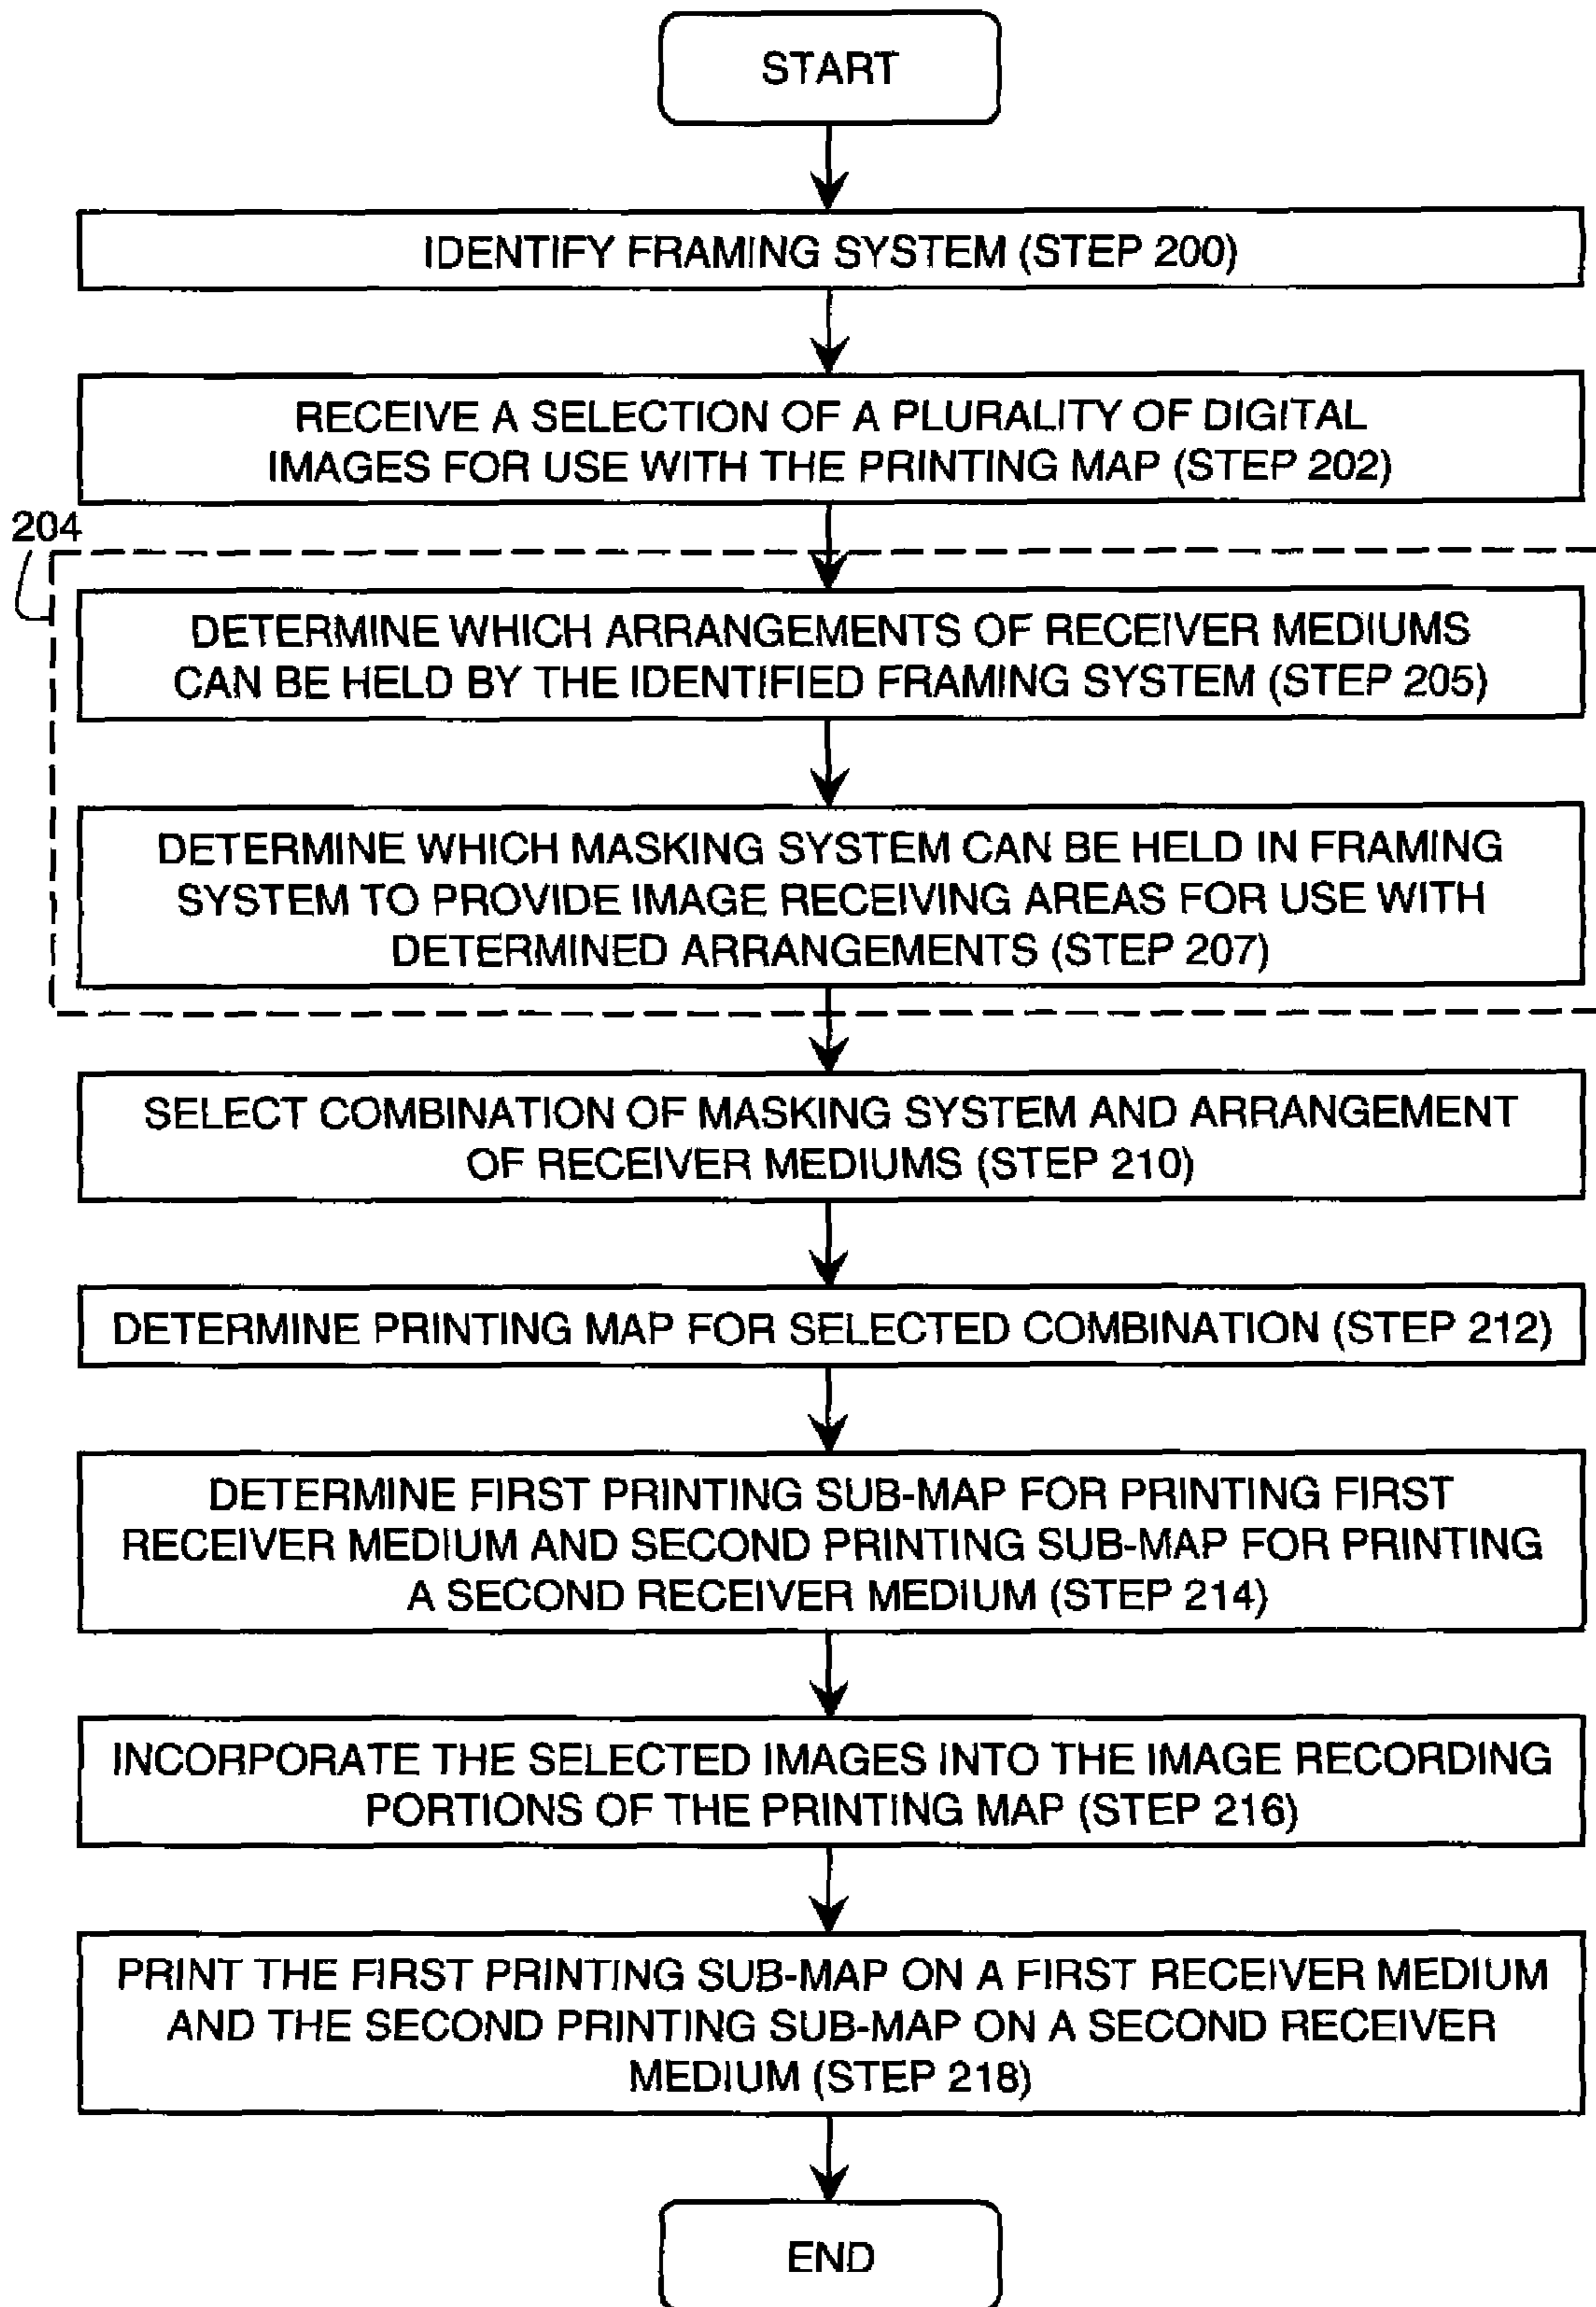 START
IDENTIFY FRAMING SYSTEM (STEP 200)
RECEIVE A SELECTION OF A PLURALITY OF DIGITAL
IMAGES FOR USE WITH THE PRINTING MAP (STEP 202)
204
DETERMINE WHICH ARRANGEMENTS OF RECEIVER MEDIUMS
CAN BE HELD BY THE IDENTIFIED FRAMING SYSTEM (STEP 205)
DETERMINE WHICH MASKING SYSTEM CAN BE HELD IN FRAMING
SYSTEM TO PROVIDE IMAGE RECEIVING AREAS FOR USE WITH
DETERMINED ARRANGEMENTS (STEP 207)
SELECT COMBINATION OF MASKING SYSTEM AND ARRANGEMENT
OF RECEIVER MEDIUMS (STEP 210)
DETERMINE PRINTING MAP FOR SELECTED COMBINATION (STEP 212)
DETERMINE FIRST PRINTING SUB-MAP FOR PRINTING FIRST
RECEIVER MEDIUM AND SECOND PRINTING SUB-MAP FOR PRINTING
A SECOND RECEIVER MEDIUM (STEP 214)
INCORPORATE THE SELECTED IMAGES INTO THE IMAGE RECORDING
PORTIONS OF THE PRINTING MAP (STEP 216)
PRINT THE FIRST PRINTING SUB-MAP ON A FIRST RECEIVER MEDIUM
AND THE SECOND PRINTING SUB-MAP ON A SECOND RECEIVER
MEDIUM (STEP 218)
END